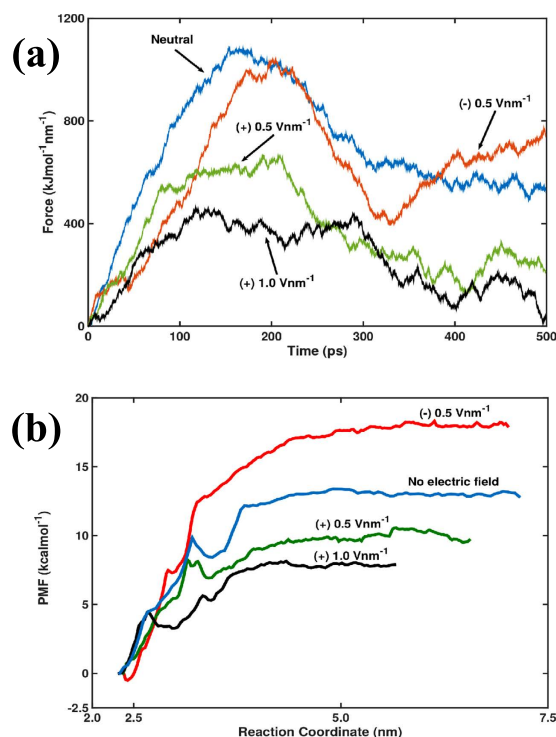 (a)
1200
800
400
0
Force (kJmol⁻¹nm⁻¹)
Neutral
(+) 0.5 Vnm⁻¹
(-) 0.5 Vnm⁻¹
(+) 1.0 Vnm⁻¹
0 100 200 300 400 500
Time (ps)
(b)
20
15
10
5
0
-2.5
PMF (kcalmol⁻¹)
(-) 0.5 Vnm⁻¹
No electric field
(+) 0.5 Vnm⁻¹
(+) 1.0 Vnm⁻¹
2.0 2.5 5.0 7.5
Reaction Coordinate (nm)